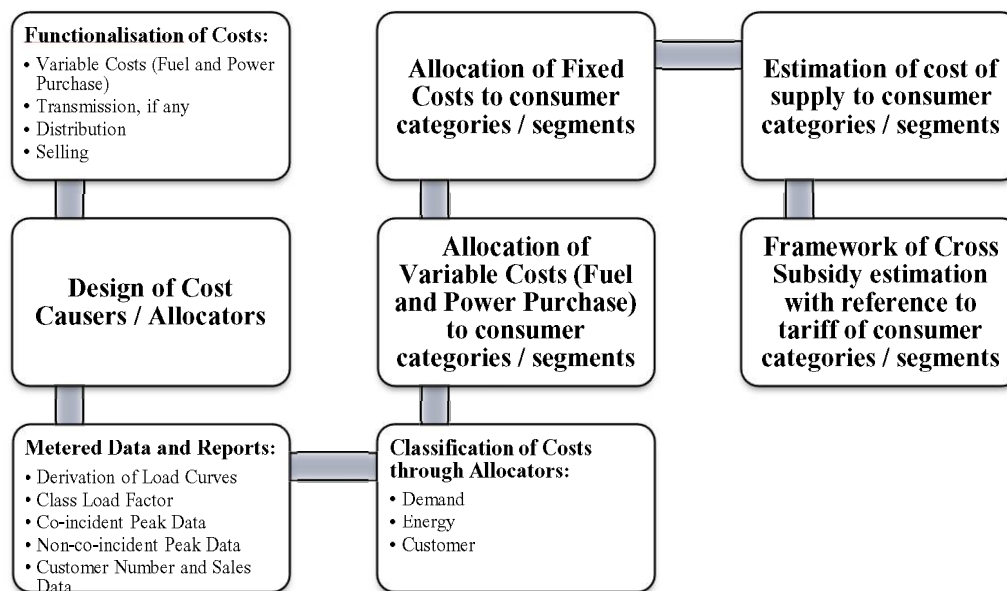 Functionalisation of Costs:
• Variable Costs (Fuel and Power
Purchase)
• Transmission, if any
• Distribution
• Selling
Design of Cost
Causers / Allocators
Metered Data and Reports:
• Derivation of Load Curves
• Class Load Factor
• Co-incident Peak Data
• Non-co-incident Peak Data
• Customer Number and Sales
Data
Classification of Costs
through Allocators:
• Demand
• Energy
• Customer
Allocation of
Variable Costs (Fuel
and Power Purchase)
to consumer
categories / segments
Allocation of Fixed
Costs to consumer
categories / segments
Estimation of cost of
supply to consumer
categories / segments
Framework of Cross
Subsidy estimation
with reference to
tariff of consumer
categories / segments